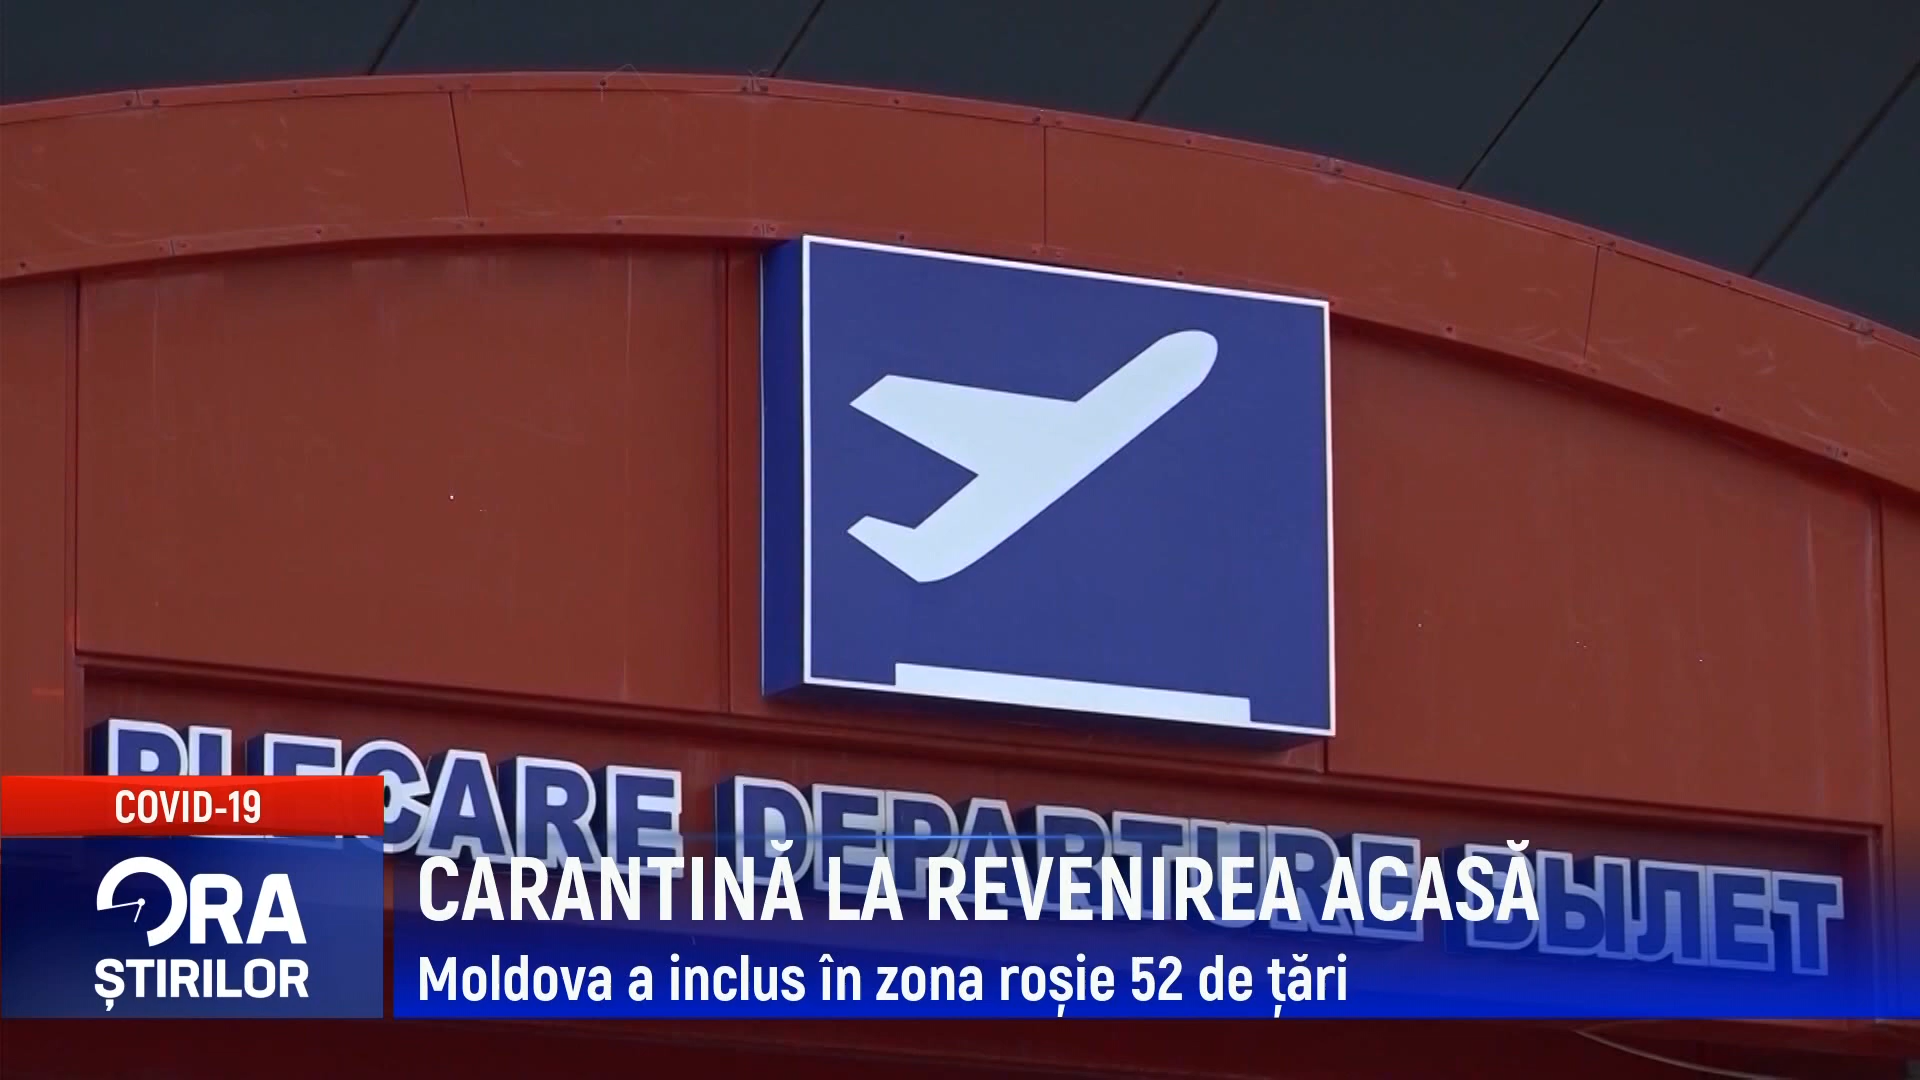 PLECARE DEPARTURE ВЫЛЕТ
COVID-19
ORA
ȘTIRILOR
CARANTINĂ LA REVENIREA ACASĂ
Moldova a inclus în zona roșie 52 de țări